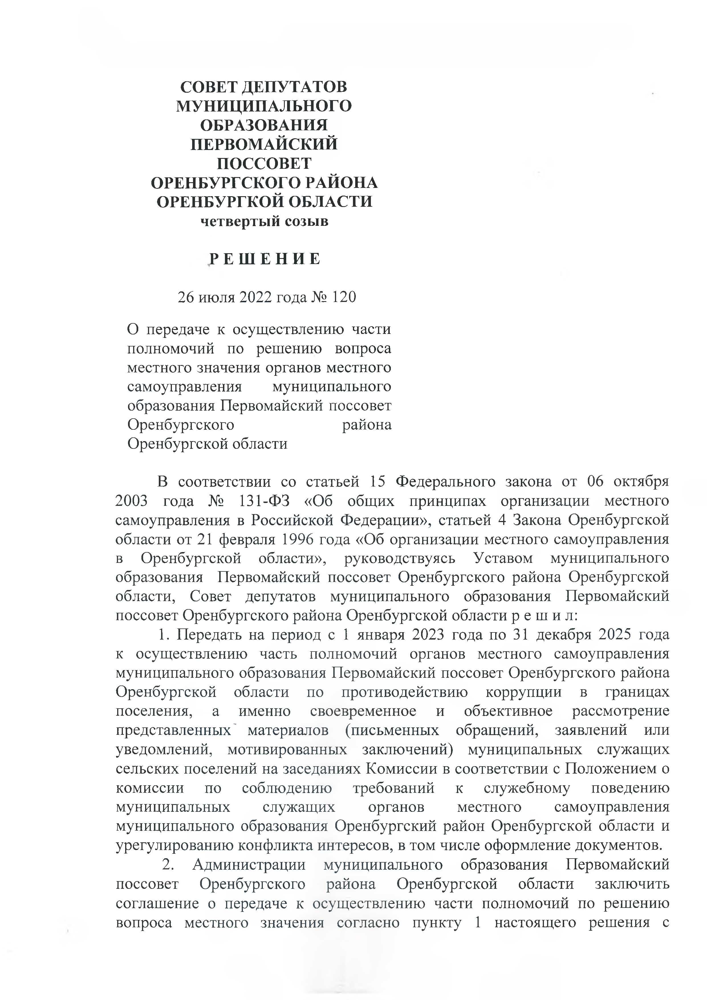 СОВЕТ ДЕПУТАТОВ
МУНИЦИПАЛЬНОГО
ОБРАЗОВАНИЯ
ПЕРВОМАЙСКИЙ
ПОССОВЕТ
ОРЕНБУРГСКОГО РАЙОНА
ОРЕНБУРГКОЙ ОБЛАСТИ
четвертый созыв
Р Е Ш Е Н И Е
26 июля 2022 года № 120
О передаче к осуществлению части
полномочий по решению вопроса
местного значения органов местного
самоуправления муниципального
образования Первомайский поссовет
Оренбургского района
Оренбургской области
В соответствии со статьей 15 Федерального закона от 06 октября
2003 года № 131-ФЗ «Об общих принципах организации местного
самоуправления в Российской Федерации», статьей 4 Закона Оренбургской
области от 21 февраля 1996 года «Об организации местного самоуправления
в Оренбургской области», руководствуясь Уставом муниципального
образования Первомайский поссовет Оренбургского района Оренбургской
области, Совет депутатов муниципального образования Первомайский
поссовет Оренбургского района Оренбургской области р е ш и л:
1. Передать на период с 1 января 2023 года по 31 декабря 2025 года
к осуществлению часть полномочий органов местного самоуправления
муниципального образования Первомайский поссовет Оренбургского района
Оренбургской области по противодействию коррупции в границах
поселения, а именно своевременное и объективное рассмотрение
представленных материалов (письменных обращений, заявлений или
уведомлений, мотивированных заключений) муниципальных служащих
сельских поселений на заседаниях Комиссии в соответствии с Положением о
комиссии по соблюдению требований к служебному поведению
муниципальных служащих органов местного самоуправления
муниципального образования Оренбургский район Оренбургской области и
урегулированию конфликта интересов, в том числе оформление документов.
2. Администрации муниципального образования Первомайский
поссовет Оренбургского района Оренбургской области заключить
соглашение о передаче к осуществлению части полномочий по решению
вопроса местного значения согласно пункту 1 настоящего решения с